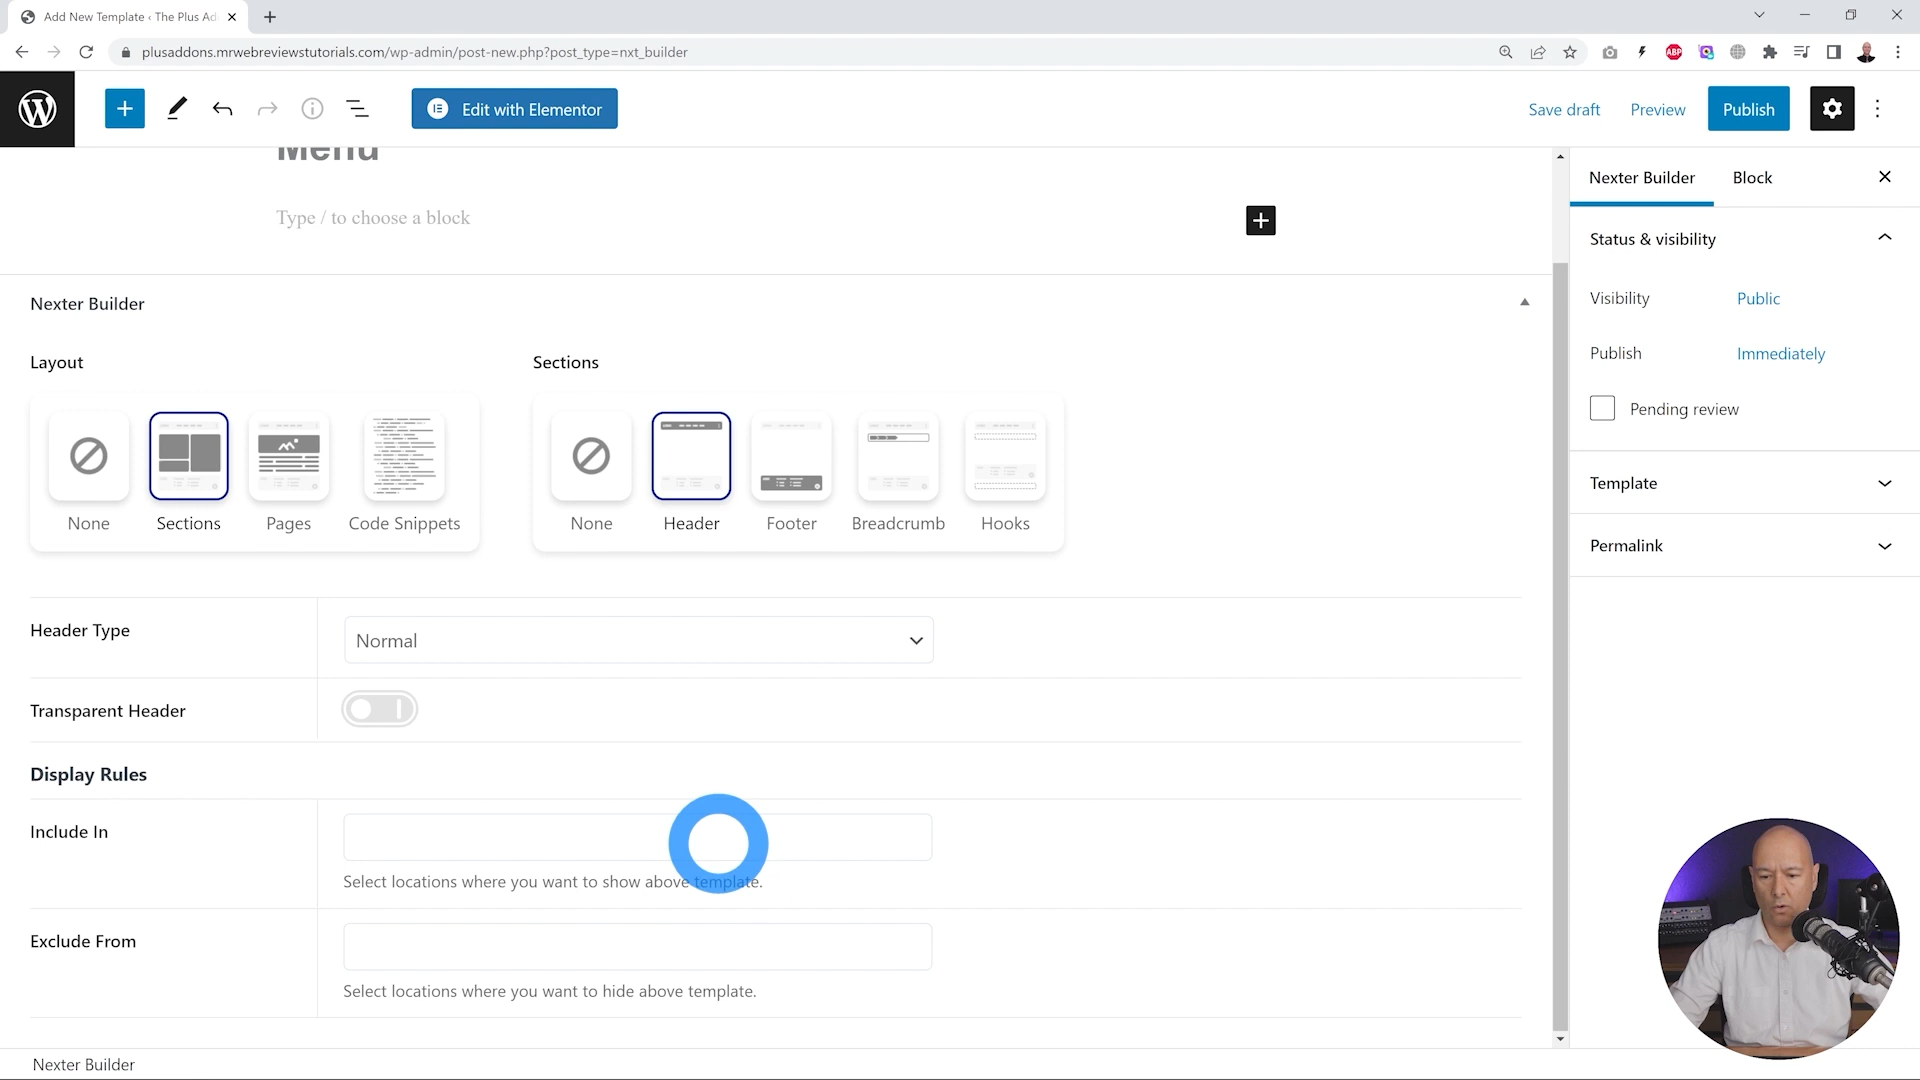 Add New Template ‹ The Plus Ad
plusaddons.mrwebreviewstutorials.com/wp-admin/post-new.php?post_type=nxt_builder
ABP
Edit with Elementor
Save draft
Preview
Publish
Menu
Type / to choose a block
Nexter Builder
Layout
Sections
None
Sections
Pages
Code Snippets
None
Header
Footer
Breadcrumb
Hooks
Header Type
Normal
Transparent Header
Display Rules
Include In
Select locations where you want to show above template.
Exclude From
Select locations where you want to hide above template.
Nexter Builder
Nexter Builder
Block
Status & visibility
Visibility
Public
Publish
Immediately
Pending review
Template
Permalink